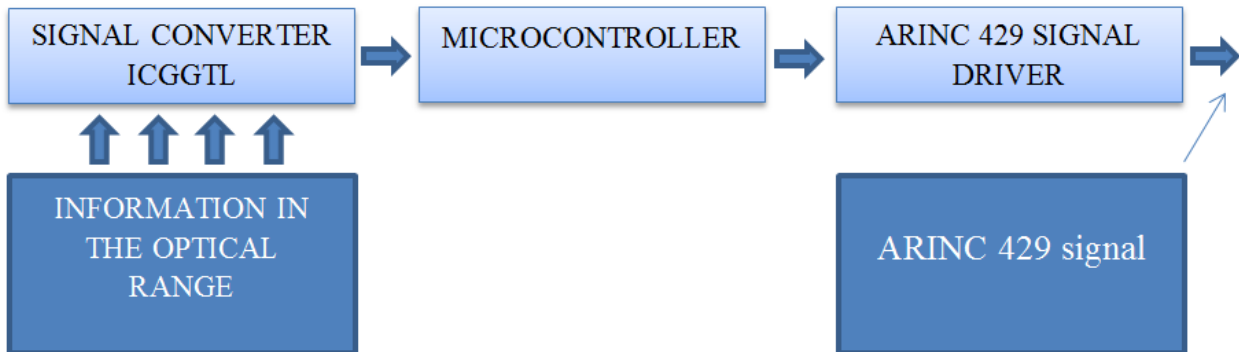 SIGNAL CONVERTER
ICGGTL
MICROCONTROLLER
ARINC 429 SIGNAL
DRIVER
INFORMATION IN
THE OPTICAL
RANGE
ARINC 429 signal